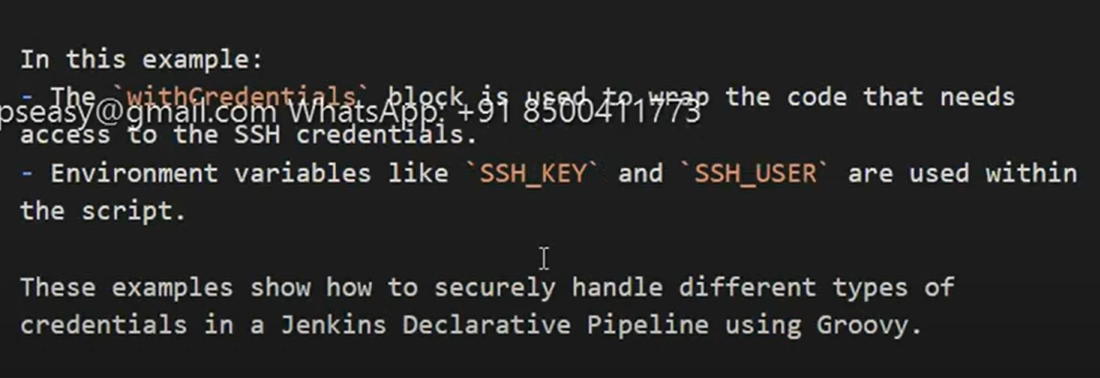 In this example:
- The `withCredentials` block is used to wrap the code that needs
pseasy@gmail.com WhatsApp: +91 8500411773
access to the SSH credentials.
- Environment variables like `SSH_KEY` and `SSH_USER` are used within
the script.
These examples show how to securely handle different types of
credentials in a Jenkins Declarative Pipeline using Groovy.